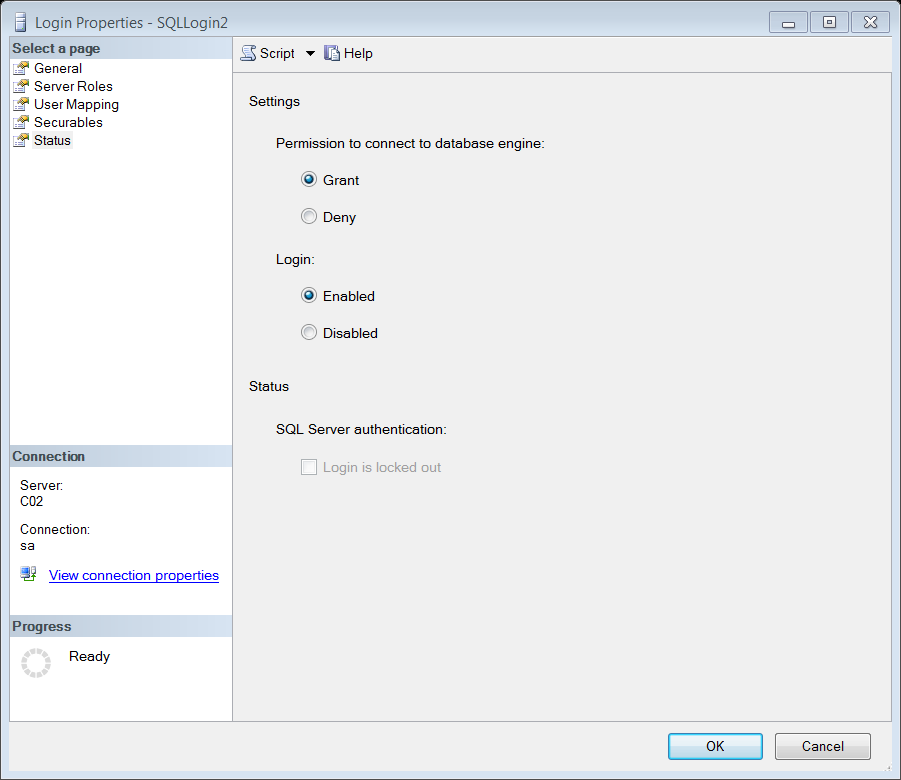 Login Properties - SQLLogin2
Select a page
General
Server Roles
User Mapping
Securables
Status
Connection
Server:
C02
Connection:
sa
View connection properties
Progress
Ready
Script
Help
Settings
Permission to connect to database engine:
Grant
Deny
Login:
Enabled
Disabled
Status
SQL Server authentication:
Login is locked out
OK
Cancel